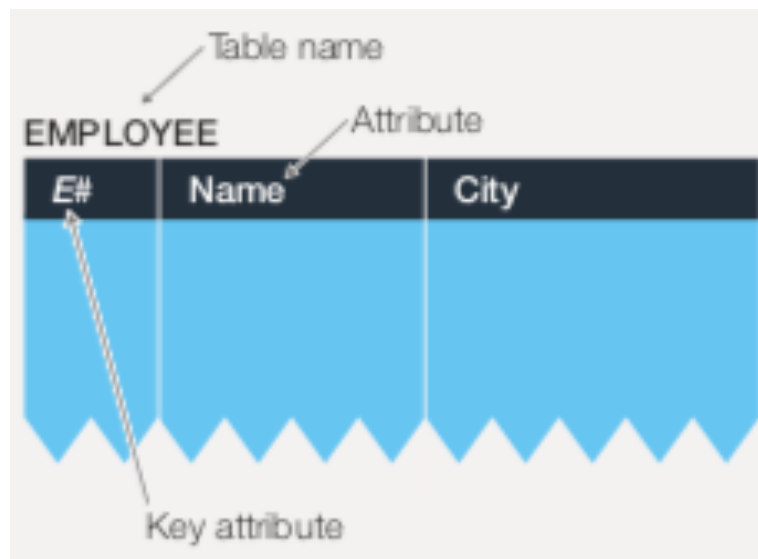 Table name
EMPLOYEE
Attribute
E#
Name
City
Key attribute